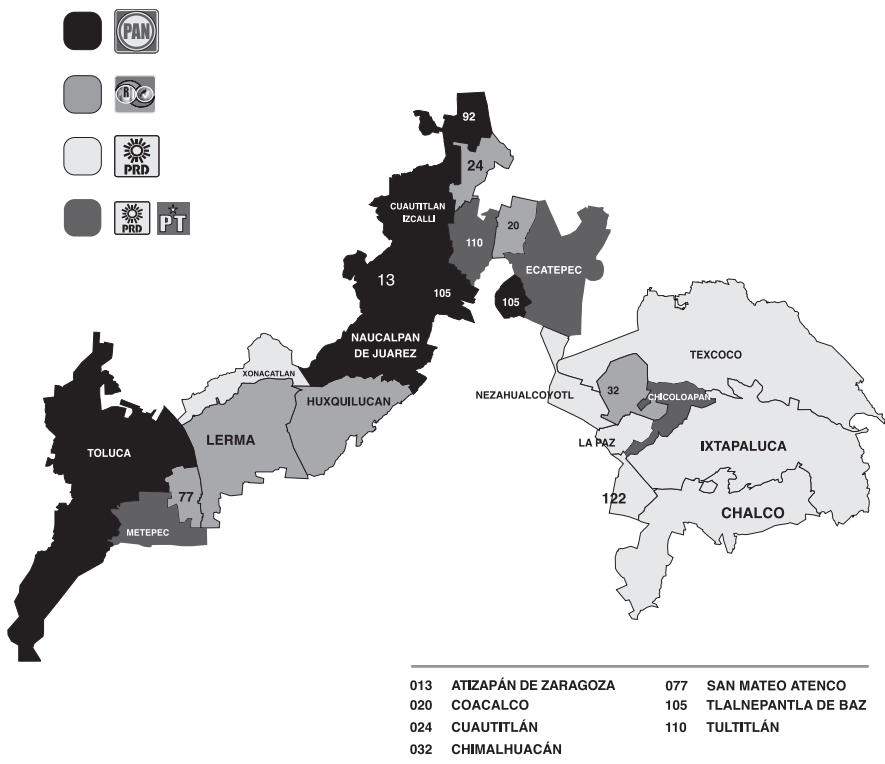 PAN
R
PRD
PRD PT
92
24
CUAUTITLAN
IZCALLI
20
110
ECATEPEC
13
105
105
NAUCALPAN
DE JUAREZ
TEXCOCO
XONACATLAN
HUXQUILUCAN
NEZAHUALCOYOTL
32
CHICOLOAPAN
LERMA
LA PAZ
IXTAPALUCA
TOLUCA
77
122
CHALCO
METEPEC
013 ATIZAPÁN DE ZARAGOZA
020 COACALCO
024 CUAUTITLÁN
032 CHIMALHUACÁN
077 SAN MATEO ATENCO
105 TLALNEPANTLA DE BAZ
110 TULTITLÁN